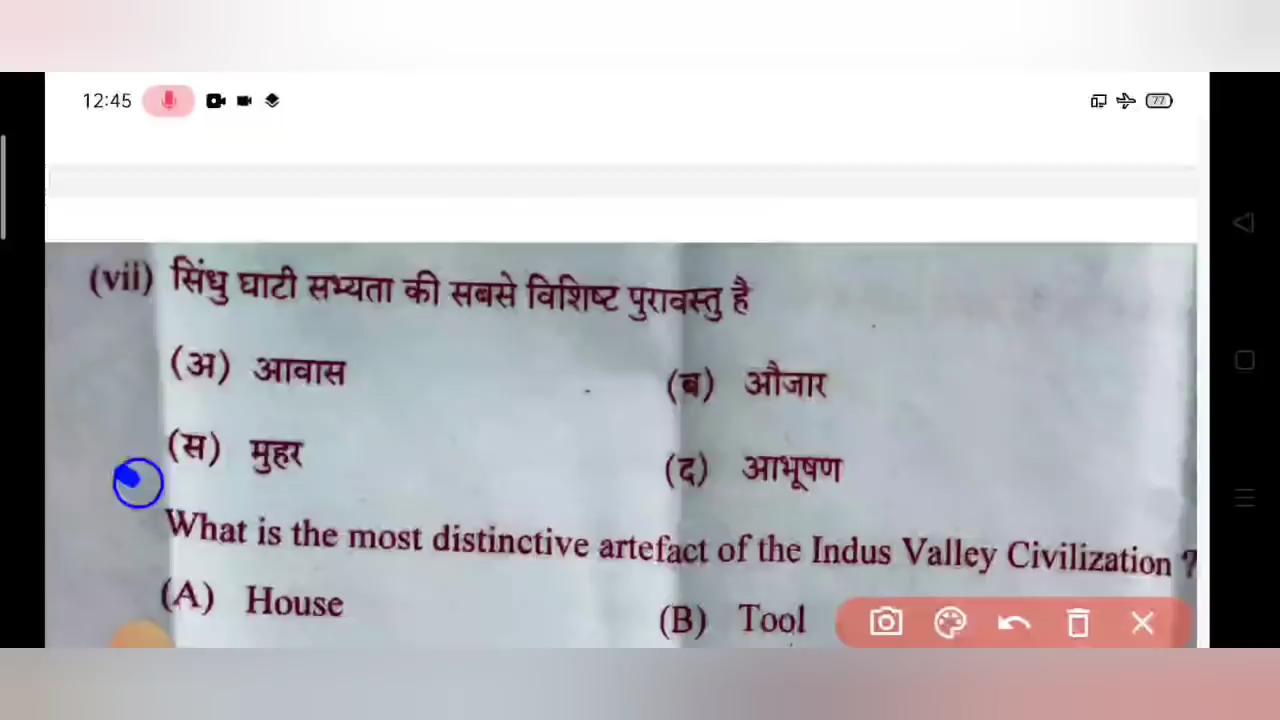 12:45
77
(vii) सिंधु घाटी सभ्यता की सबसे विशिष्ट पुरावस्तु है
(अ) आवास (ब) औजार
(स) मुहर (द) आभूषण
What is the most distinctive artefact of the Indus Valley Civilization ?
(A) House (B) Tool